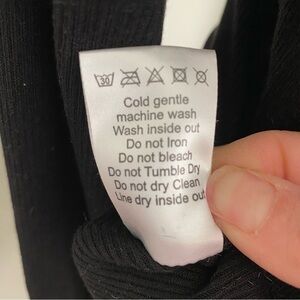 30
Cold gentle
machine wash
Wash inside out
Do not Iron
Do not bleach
Do not Tumble Dry
Do not dry Clean
Line dry inside out